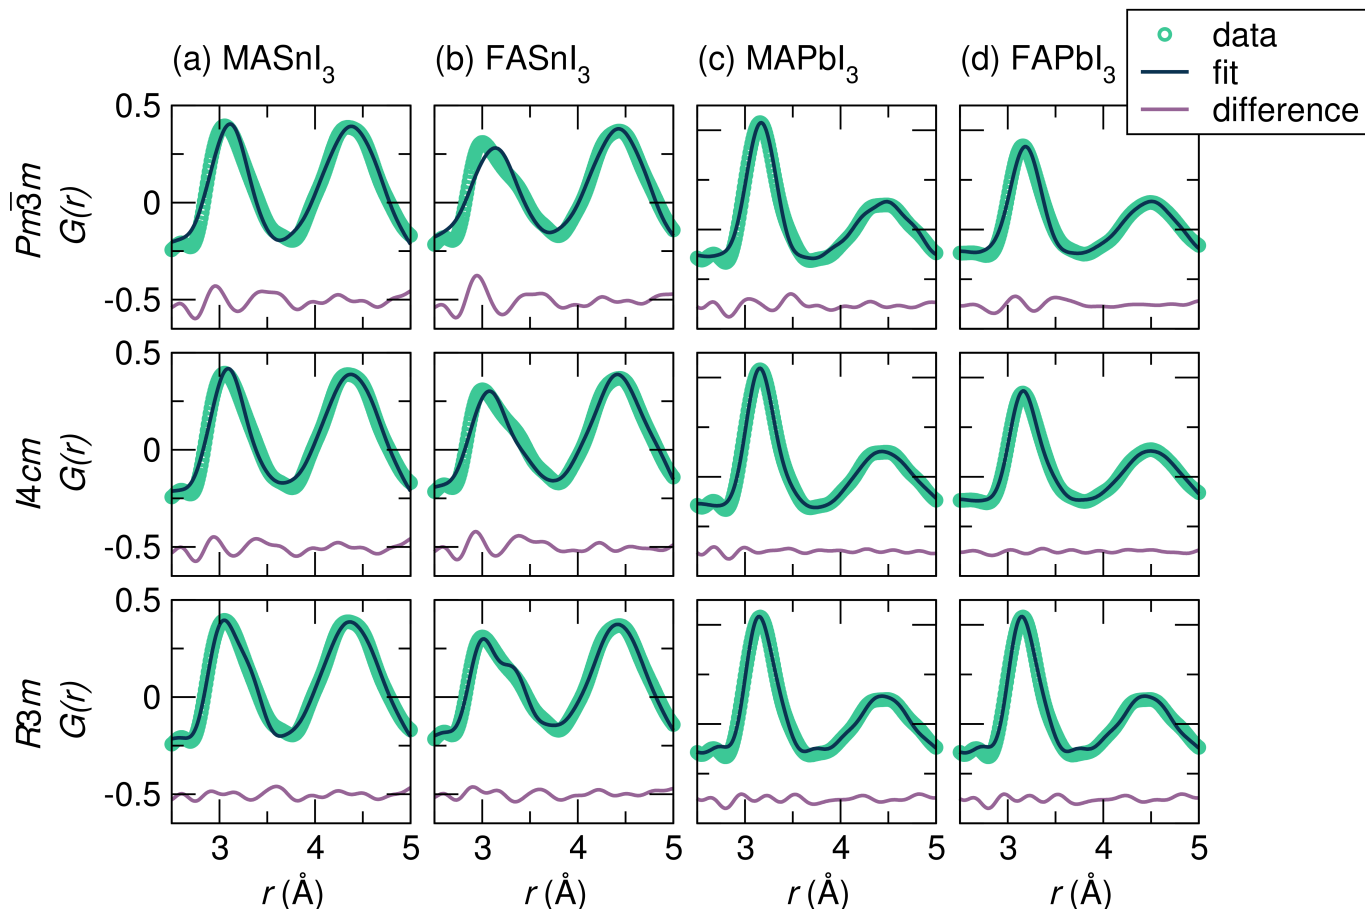 (a) MASnI₃ (b) FASnI₃ (c) MAPbI₃ (d) FAPbI₃
data
fit
difference
Pm3̅m
G(r)
0.5
0
-0.5
I4cm
G(r)
0.5
0
-0.5
R3m
G(r)
0.5
0
-0.5
3 4 5 3 4 5 3 4 5 3 4 5
r (Å) r (Å) r (Å) r (Å)